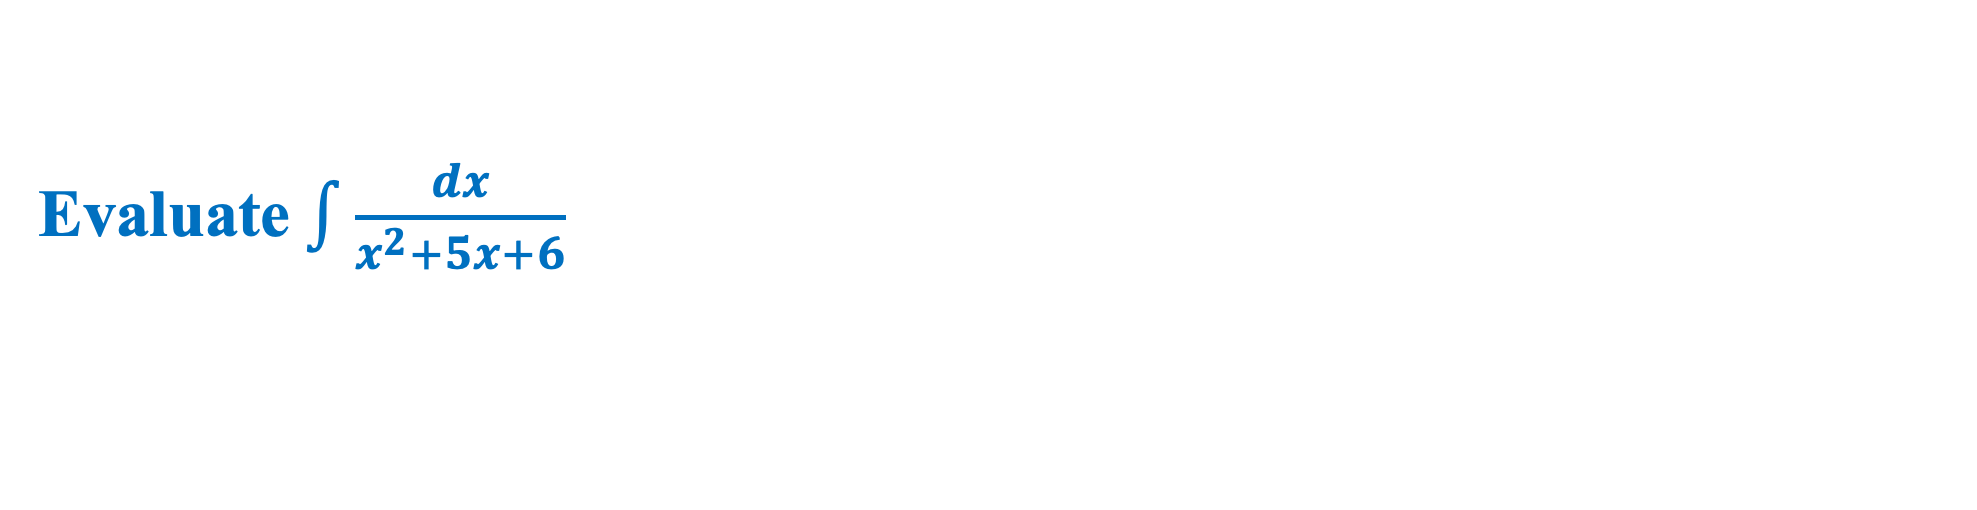 Evaluate ∫ dx/(x²+5x+6)